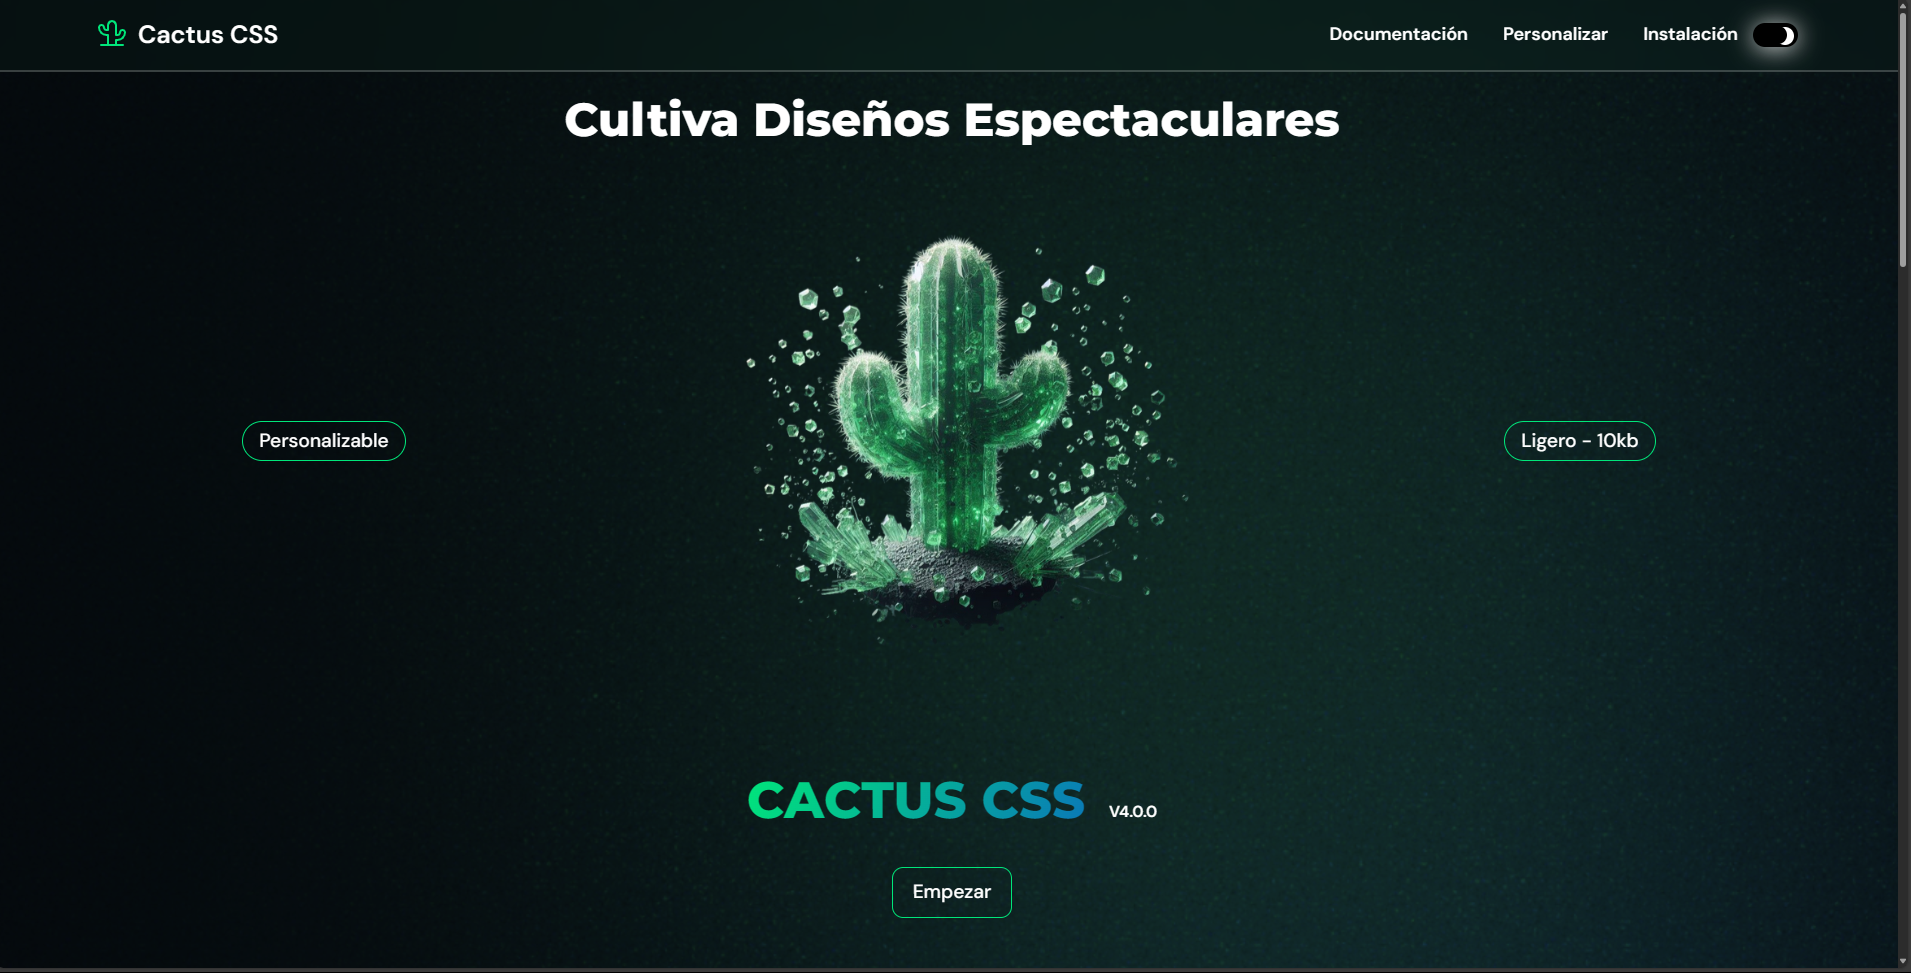 Cactus CSS
Documentación
Personalizar
Instalación
Cultiva Diseños Espectaculares
Personalizable
Ligero - 10kb
CACTUS CSS V4.0.0
Empezar